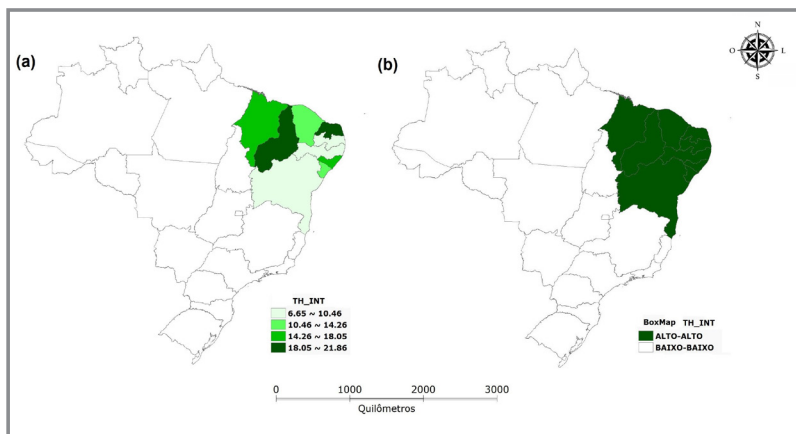 (a)
(b)
N
O
L
S
TH_INT
6.65 ~ 10.46
10.46 ~ 14.26
14.26 ~ 18.05
18.05 ~ 21.86
BoxMap TH_INT
ALTO-ALTO
BAIXO-BAIXO
0 1000 2000 3000
Quilômetros